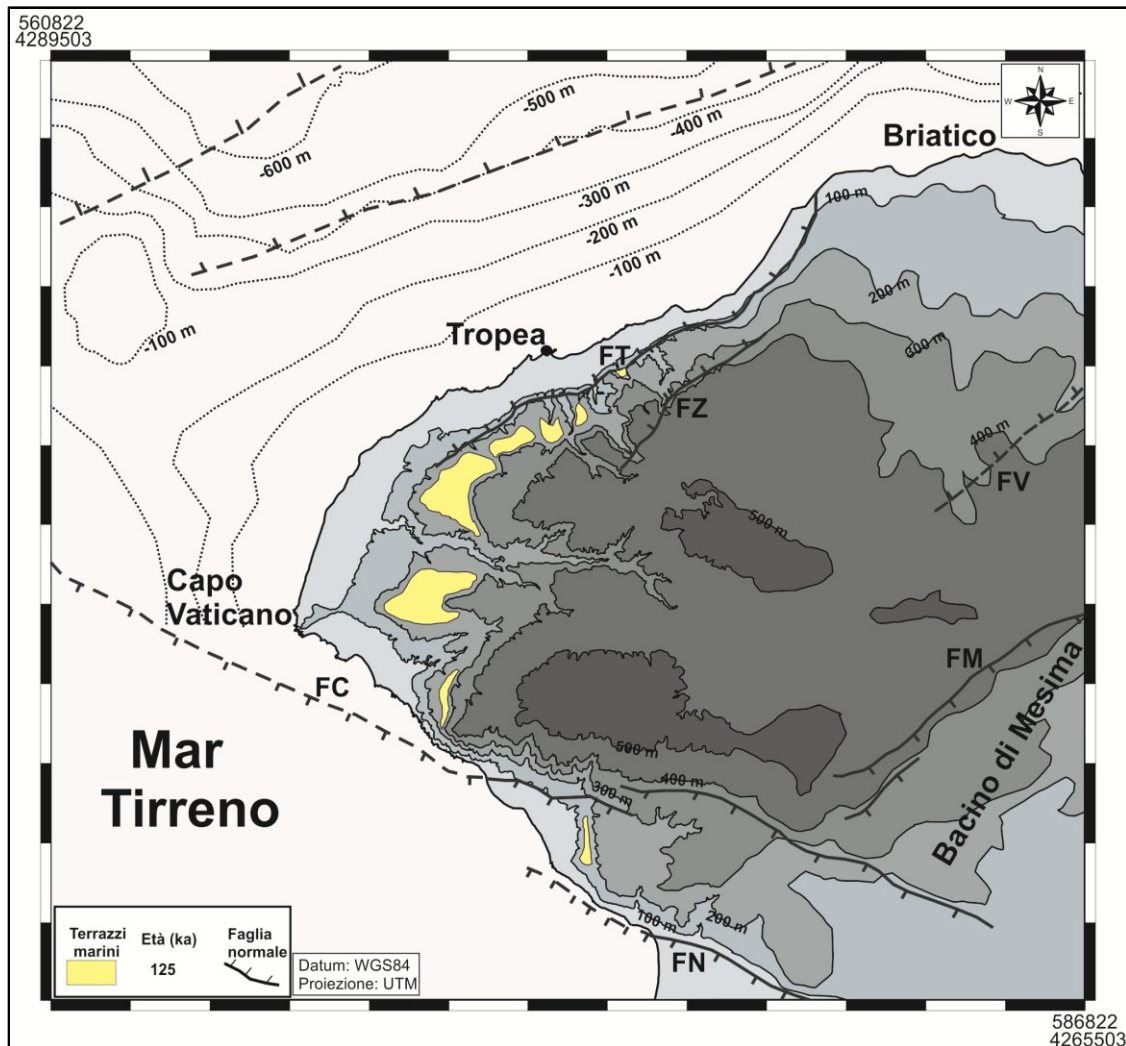 560822
4289503
N
W E
S
-500 m
-400 m
-600 m
Briatico
-300 m
100 m
-200 m
-100 m
200 m
-100 m
Tropea
300 m
FT
FZ
400 m
FV
500 m
Capo
Vaticano
FM
FC
Bacino di Mesima
Mar
Tirreno
500 m
400 m
300 m
100 m
200 m
FN
Terrazzi
marini
Età (ka)
Faglia
normale
125
Datum: WGS84
Proiezione: UTM
586822
4265503